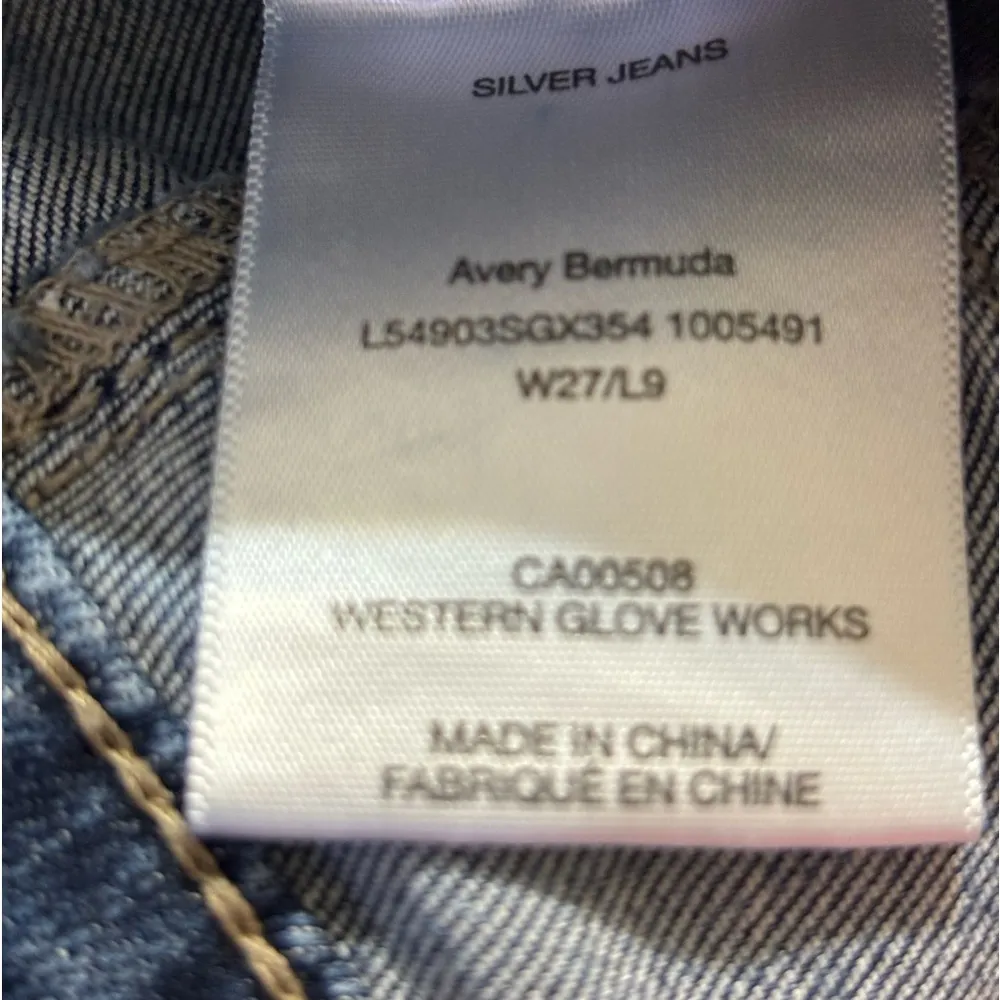 SILVER JEANS
Avery Bermuda
L54903SGX354 1005491
W27/L9
CA00508
WESTERN GLOVE WORKS
MADE IN CHINA/
FABRIQUÉ EN CHINE